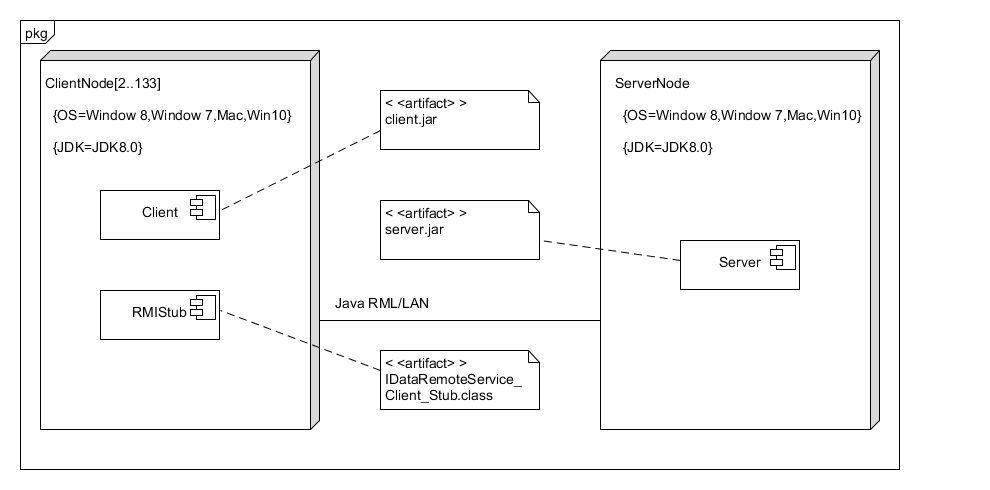 pkg
ClientNode[2..133]
{OS=Window 8,Window 7,Mac,Win10}
{JDK=JDK8.0}
Client
RMIStub
< <artifact> >
client.jar
< <artifact> >
server.jar
Java RML/LAN
< <artifact> >
IDataRemoteService_
Client_Stub.class
ServerNode
{OS=Window 8,Window 7,Mac,Win10}
{JDK=JDK8.0}
Server